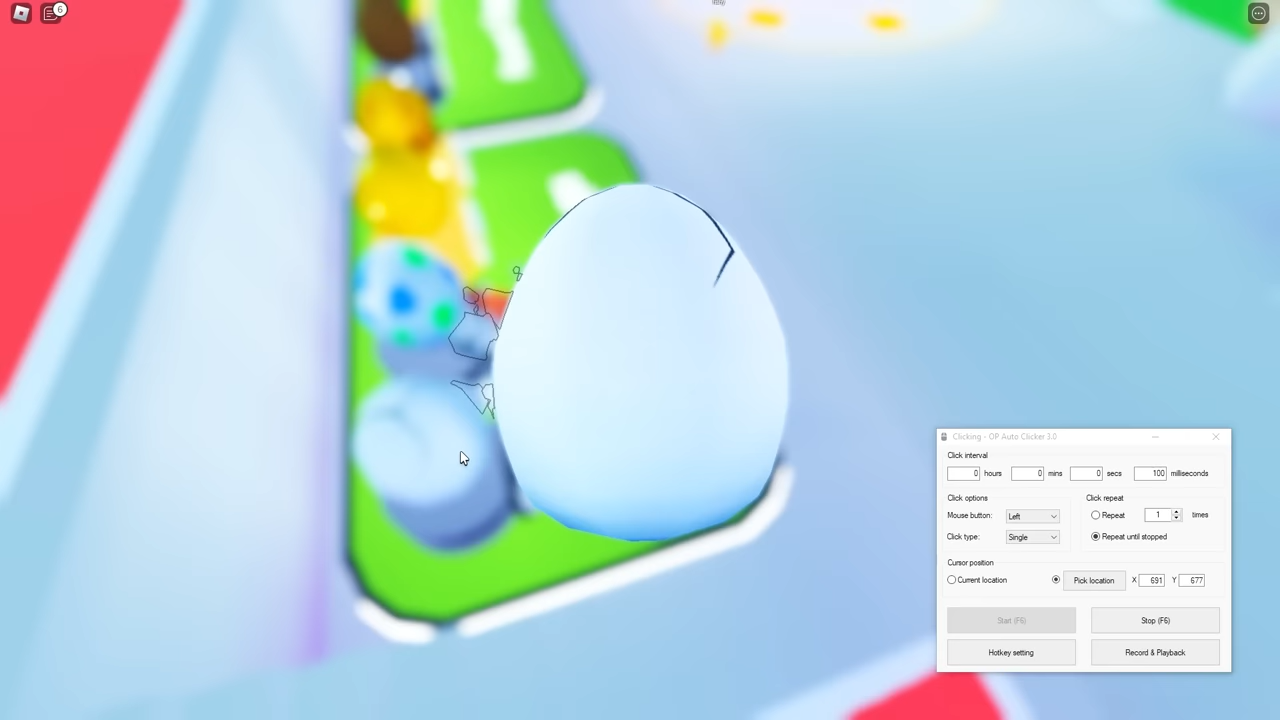 6
Clicking - OP Auto Clicker 3.0
Click interval
0 hours 0 mins 0 secs 100 milliseconds
Click options
Click repeat
Mouse button: Left
Repeat 1 times
Click type: Single
Repeat until stopped
Cursor position
Current location
Pick location X 691 Y 677
Start (F6)
Stop (F6)
Hotkey setting
Record & Playback